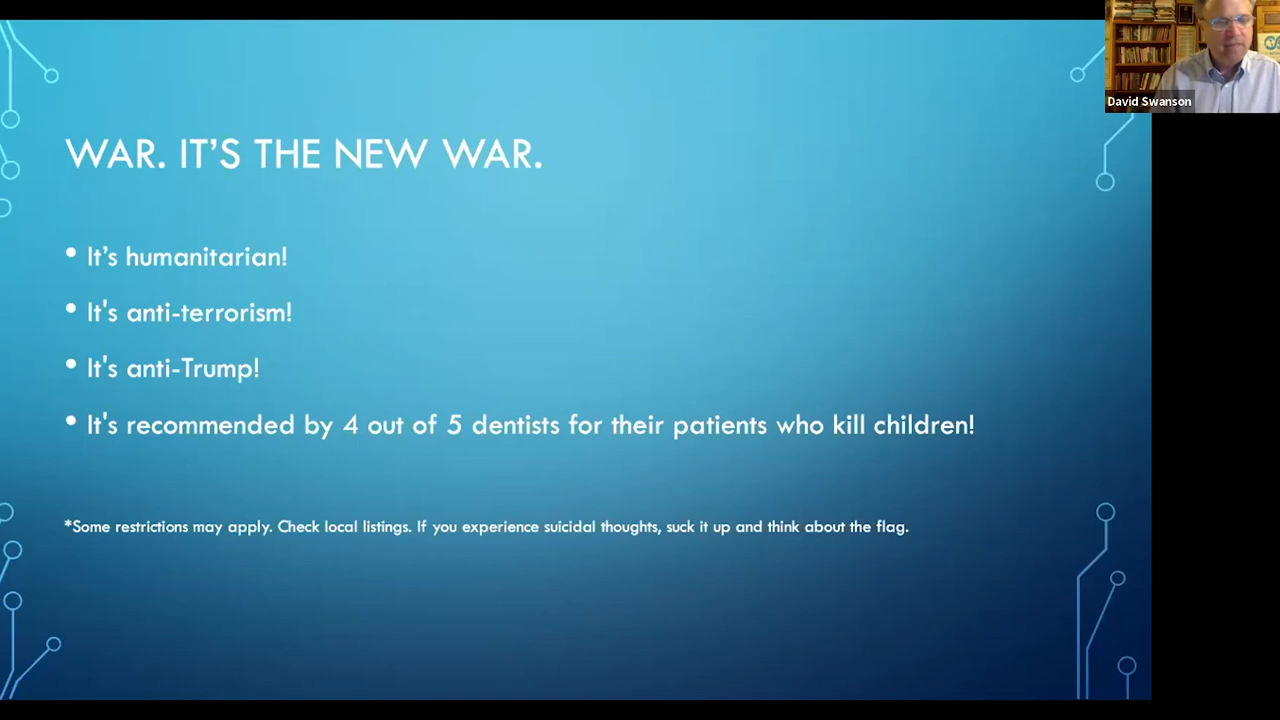 David Swanson
WAR. IT’S THE NEW WAR.
• It’s humanitarian!
• It's anti-terrorism!
• It's anti-Trump!
• It's recommended by 4 out of 5 dentists for their patients who kill children!
*Some restrictions may apply. Check local listings. If you experience suicidal thoughts, suck it up and think about the flag.